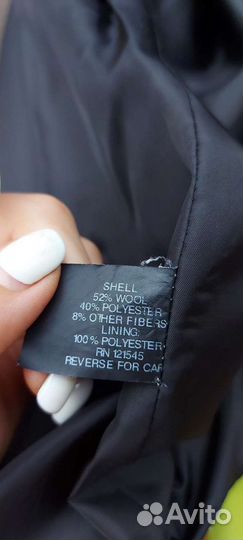 SHELL
52% WOOL
40% POLYESTER
8% OTHER FIBERS
LINING:
100% POLYESTER
RN 121545
REVERSE FOR CAR
Avito